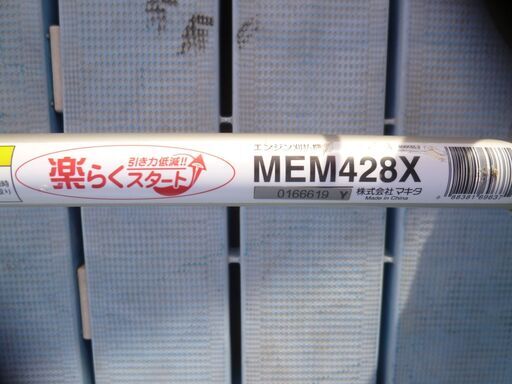 引き力低減!!
楽らくスタート
エンジン刈払機
MEM428X
0166619 Y
株式会社マキタ
Made in China